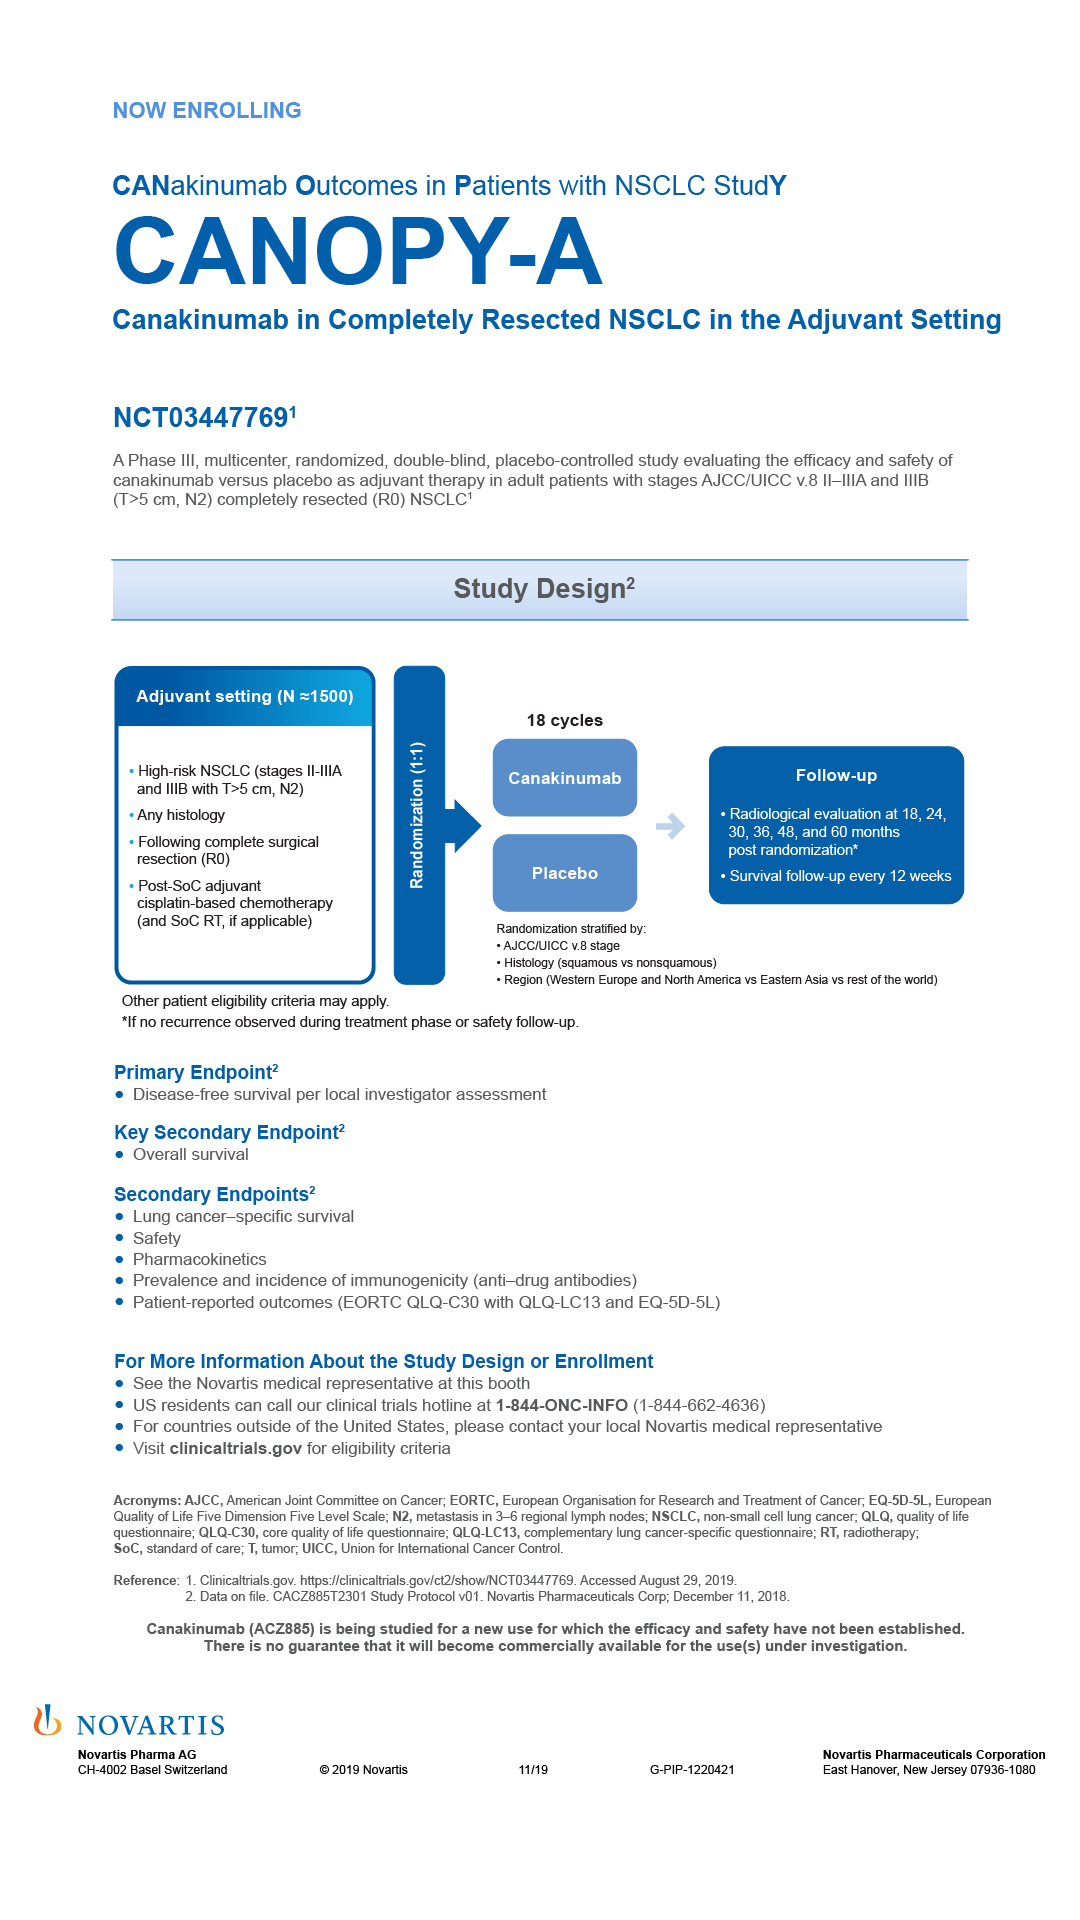 NOW ENROLLING
CANakinumab Outcomes in Patients with NSCLC StudY
CANOPY-A
Canakinumab in Completely Resected NSCLC in the Adjuvant Setting
NCT03447769¹
A Phase III, multicenter, randomized, double-blind, placebo-controlled study evaluating the efficacy and safety of
canakinumab versus placebo as adjuvant therapy in adult patients with stages AJCC/UICC v.8 II–IIIA and IIIB
(T>5 cm, N2) completely resected (R0) NSCLC¹
Study Design²
Adjuvant setting (N ≈1500)
• High-risk NSCLC (stages II-IIIA
and IIIB with T>5 cm, N2)
• Any histology
• Following complete surgical
resection (R0)
• Post-SoC adjuvant
cisplatin-based chemotherapy
(and SoC RT, if applicable)
Randomization (1:1)
18 cycles
Canakinumab
Placebo
Randomization stratified by:
• AJCC/UICC v.8 stage
• Histology (squamous vs nonsquamous)
• Region (Western Europe and North America vs Eastern Asia vs rest of the world)
Follow-up
• Radiological evaluation at 18, 24,
30, 36, 48, and 60 months
post randomization*
• Survival follow-up every 12 weeks
Other patient eligibility criteria may apply.
*If no recurrence observed during treatment phase or safety follow-up.
Primary Endpoint²
• Disease-free survival per local investigator assessment
Key Secondary Endpoint²
• Overall survival
Secondary Endpoints²
• Lung cancer–specific survival
• Safety
• Pharmacokinetics
• Prevalence and incidence of immunogenicity (anti–drug antibodies)
• Patient-reported outcomes (EORTC QLQ-C30 with QLQ-LC13 and EQ-5D-5L)
For More Information About the Study Design or Enrollment
• See the Novartis medical representative at this booth
• US residents can call our clinical trials hotline at 1-844-ONC-INFO (1-844-662-4636)
• For countries outside of the United States, please contact your local Novartis medical representative
• Visit clinicaltrials.gov for eligibility criteria
Acronyms: AJCC, American Joint Committee on Cancer; EORTC, European Organisation for Research and Treatment of Cancer; EQ-5D-5L, European
Quality of Life Five Dimension Five Level Scale; N2, metastasis in 3–6 regional lymph nodes; NSCLC, non-small cell lung cancer; QLQ, quality of life
questionnaire; QLQ-C30, core quality of life questionnaire; QLQ-LC13, complementary lung cancer-specific questionnaire; RT, radiotherapy;
SoC, standard of care; T, tumor; UICC, Union for International Cancer Control.
Reference: 1. Clinicaltrials.gov. https://clinicaltrials.gov/ct2/show/NCT03447769. Accessed August 29, 2019.
2. Data on file. CACZ885T2301 Study Protocol v01. Novartis Pharmaceuticals Corp; December 11, 2018.
Canakinumab (ACZ885) is being studied for a new use for which the efficacy and safety have not been established.
There is no guarantee that it will become commercially available for the use(s) under investigation.
NOVARTIS
Novartis Pharma AG
CH-4002 Basel Switzerland
© 2019 Novartis
11/19
G-PIP-1220421
Novartis Pharmaceuticals Corporation
East Hanover, New Jersey 07936-1080